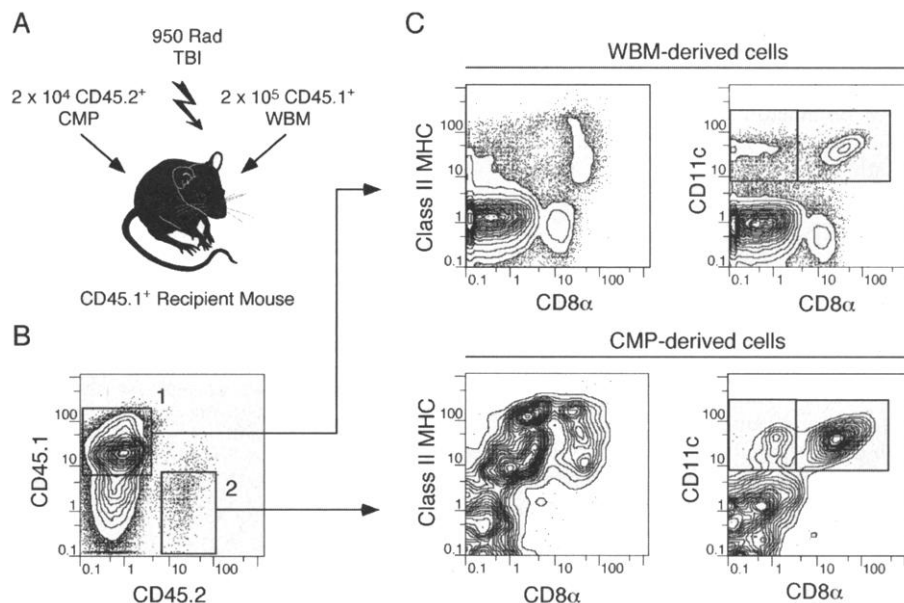 A
950 Rad
TBI
2 x 10⁴ CD45.2⁺
CMP
2 x 10⁵ CD45.1⁺
WBM
CD45.1⁺ Recipient Mouse
B
CD45.1
100
10
1
0.1
0.1 1 10 100
CD45.2
1
2
C
WBM-derived cells
Class II MHC
100
10
1
0.1
0.1 1 10 100
CD8α
CD11c
100
10
1
0.1
0.1 1 10 100
CD8α
CMP-derived cells
Class II MHC
100
10
1
0.1
0.1 1 10 100
CD8α
CD11c
100
10
1
0.1
0.1 1 10 100
CD8α